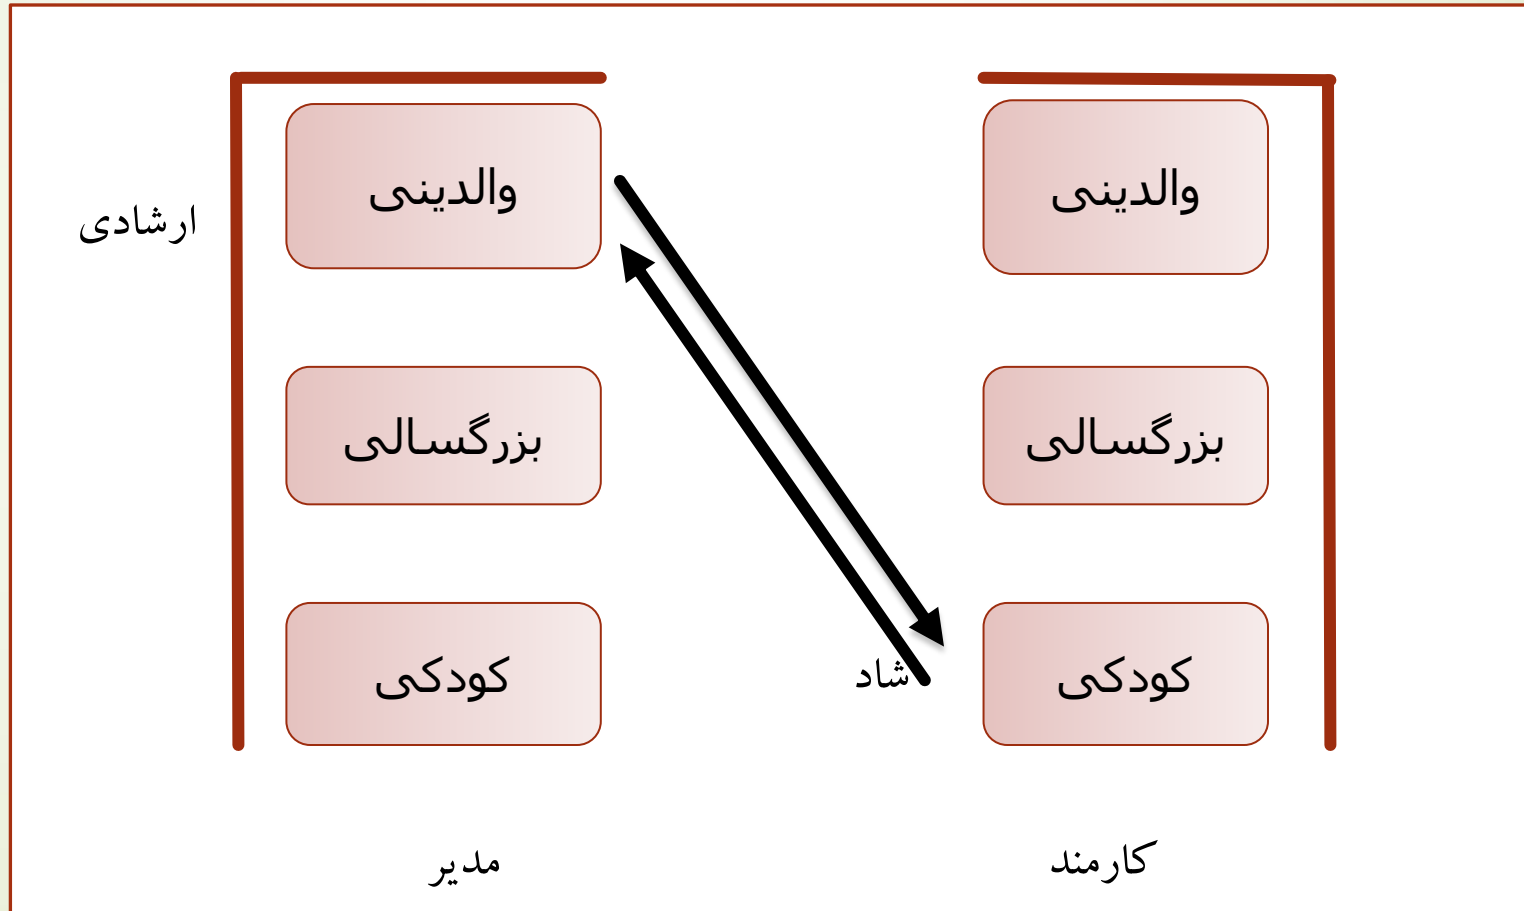 والدینی
والدینی
ارشادی
بزرگسالی
بزرگسالی
کودکی
شاد
کودکی
کارمند
مدیر